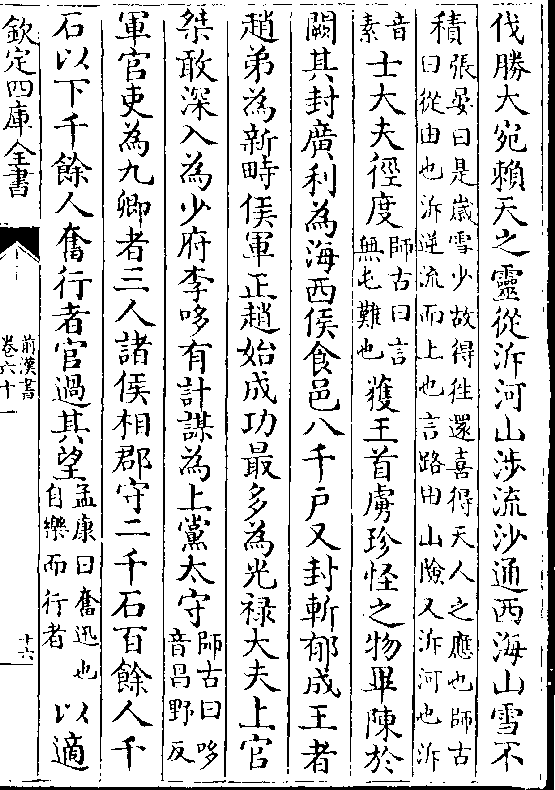 伐勝大宛賴天之靈從泝河山涉流沙通西海山雪不
積張晏曰是歲雪少故得徃還喜得天人之應也師古
曰從由也泝逆流而上也言路由山險又泝河也泝
音
素士大夫徑度師古曰言
無屯難也獲王首虜珍怪之物畢陳於
闕其封廣利為海西侯食邑八千戶又封斬郁成王者
趙弟為新畤侯軍正趙始成功最多為光禄大夫上官
桀敢深入為少府李哆有計謀為上黨太守師古曰哆
音昌野反
軍官吏為九卿者三人諸侯相郡守二千石百餘人千
石以下千餘人奮行者官過其望孟康曰奮迅也
自樂而行者以適
欽定四庫全書
前漢書
卷六十一
十六